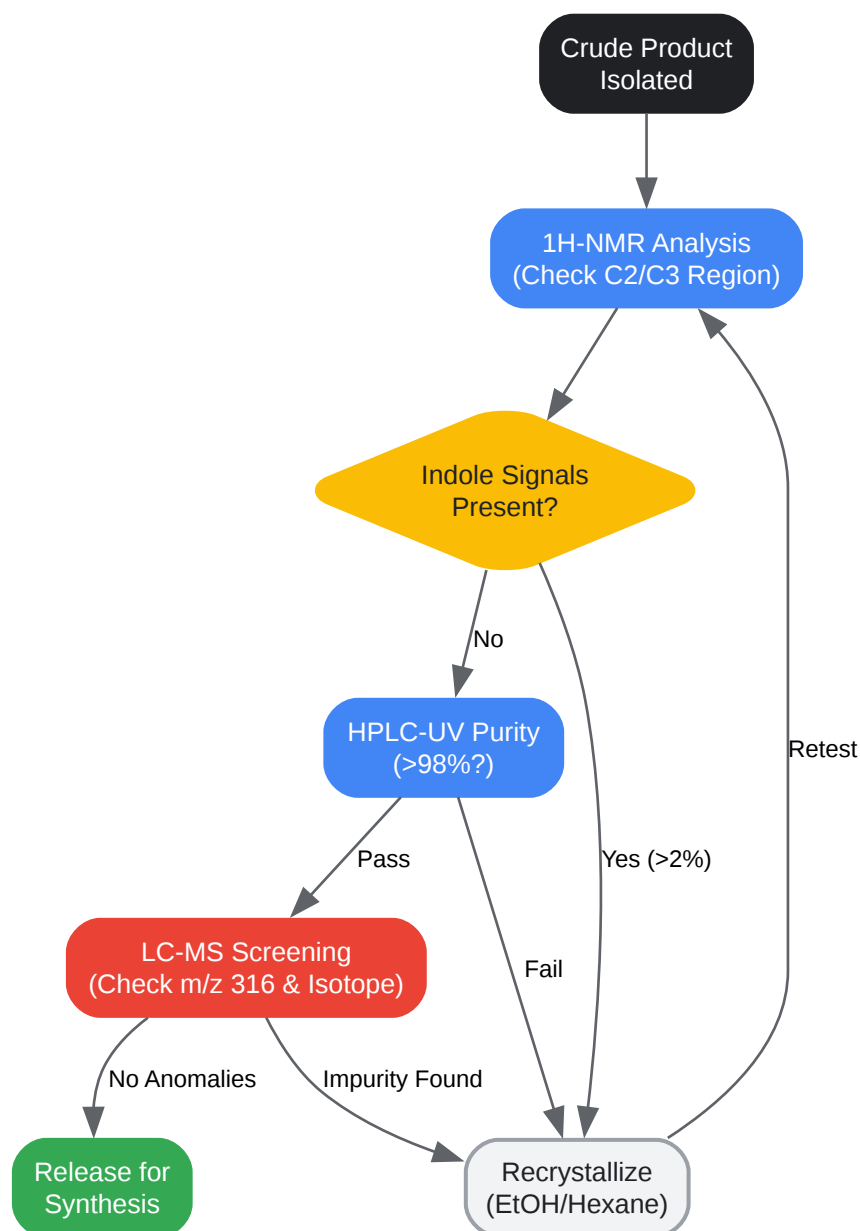 Crude Product
Isolated
1H-NMR Analysis
(Check C2/C3 Region)
Indole Signals
Present?
No
HPLC-UV Purity
(>98%?)
Retest
Yes (>2%)
Pass
LC-MS Screening
(Check m/z 316 & Isotope)
Fail
No Anomalies
Impurity Found
Release for
Synthesis
Recrystallize
(EtOH/Hexane)